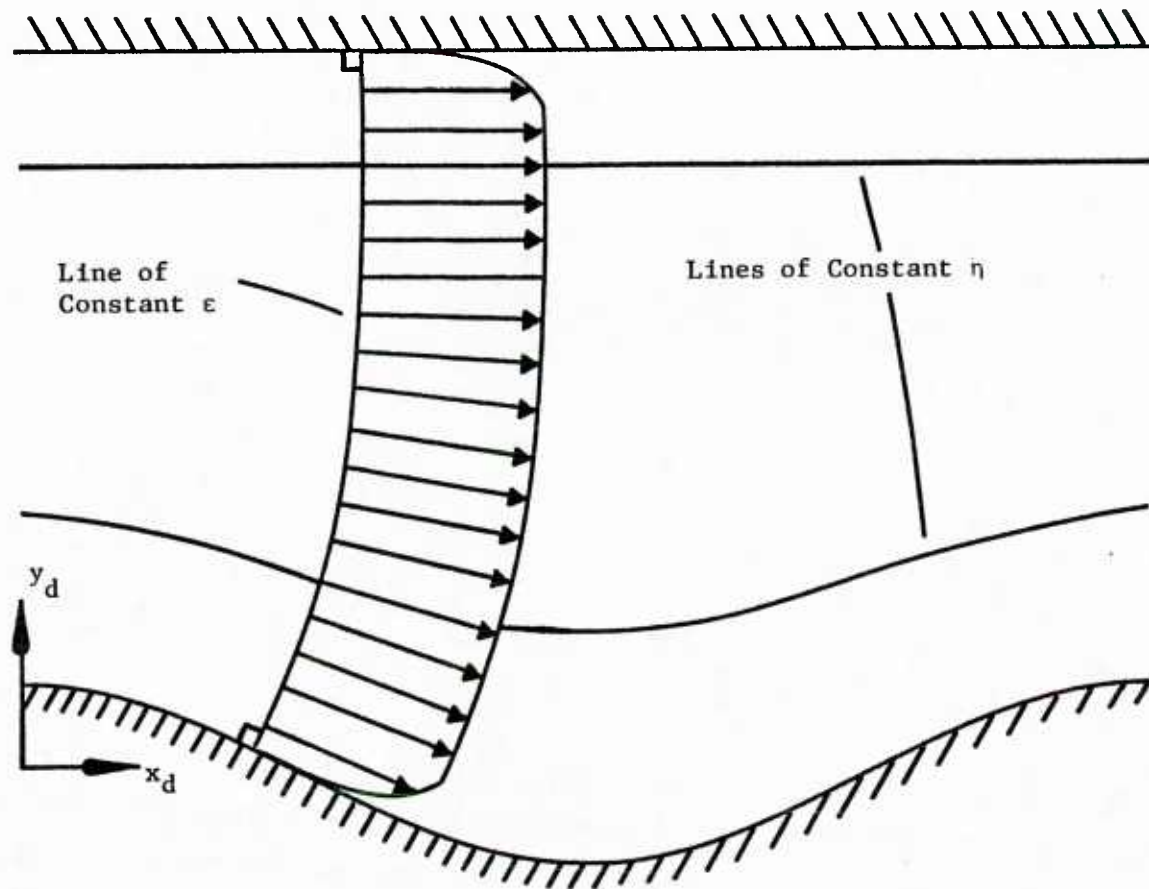 Line of
Constant ε
Lines of Constant η
y_d
x_d